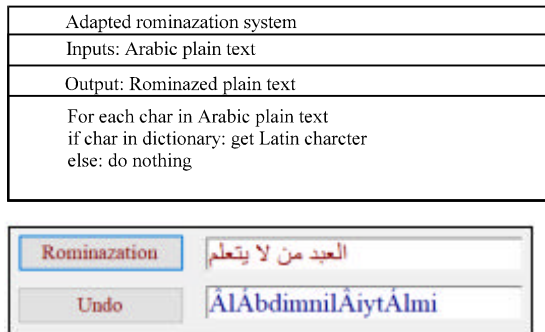 Adapted rominazation system
Inputs: Arabic plain text
Output: Rominazed plain text
For each char in Arabic plain text
if char in dictionary: get Latin charcter
else: do nothing
Rominazation العبد من لا يتعلم
Undo ÂlÁbdimnilÂiytÁlmi